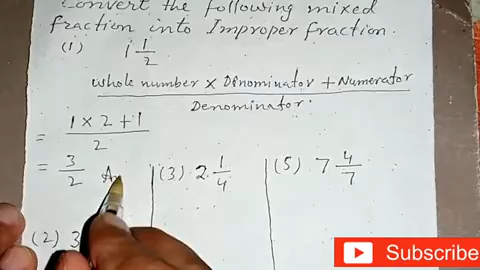 Convert the following mixed
fraction into Improper fraction.
(1) 1 1/2
whole number × Denominator + Numerator
Denominator.
= 1 × 2 + 1
2
= 3/2 An
(2) 3
(3) 2 1/4
(5) 7 4/7
Subscribe